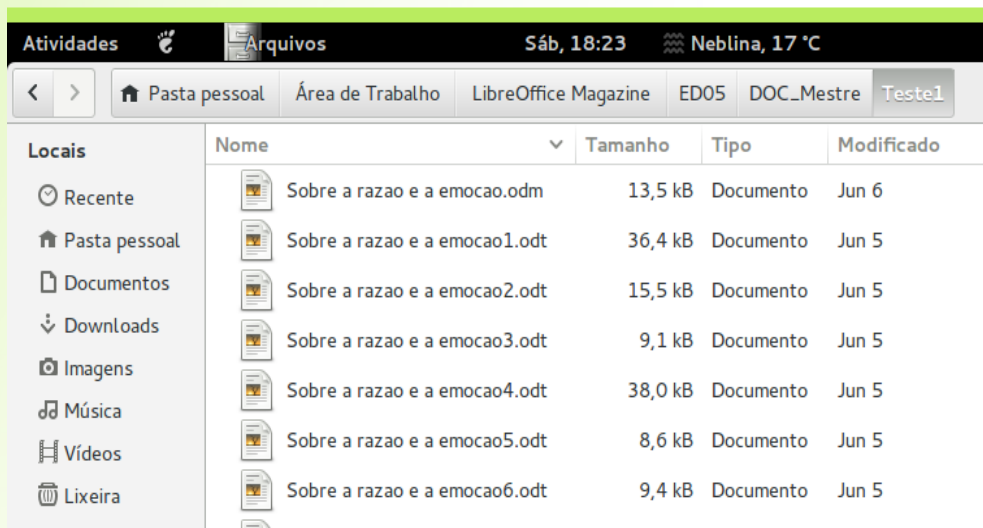 Atividades Arquivos Sáb, 18:23 Neblina, 17 °C
Pasta pessoal Área de Trabalho LibreOffice Magazine ED05 DOC_Mestre Teste1
Locais
Recente
Pasta pessoal
Documentos
Downloads
Imagens
Música
Vídeos
Lixeira
Nome Tamanho Tipo Modificado
Sobre a razao e a emocao.odm 13,5 kB Documento Jun 6
Sobre a razao e a emocao1.odt 36,4 kB Documento Jun 5
Sobre a razao e a emocao2.odt 15,5 kB Documento Jun 5
Sobre a razao e a emocao3.odt 9,1 kB Documento Jun 5
Sobre a razao e a emocao4.odt 38,0 kB Documento Jun 5
Sobre a razao e a emocao5.odt 8,6 kB Documento Jun 5
Sobre a razao e a emocao6.odt 9,4 kB Documento Jun 5